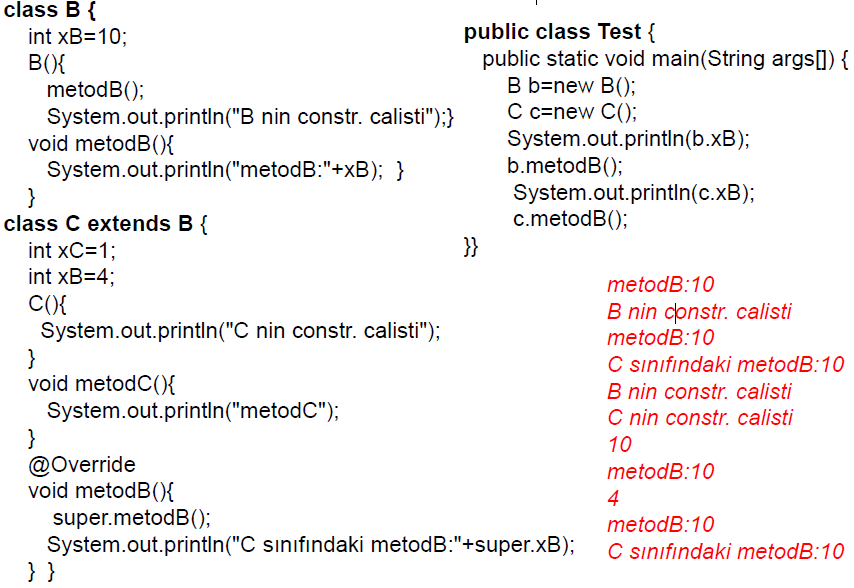 class B {
int xB=10;
B(){
metodB();
System.out.println("B nin constr. calisti");}
void metodB(){
System.out.println("metodB:"+xB);  }
}
class C extends B {
int xC=1;
int xB=4;
C(){
System.out.println("C nin constr. calisti");
}
void metodC(){
System.out.println("metodC");
}
@Override
void metodB(){
super.metodB();
System.out.println("C sınıfındaki metodB:"+super.xB);
}  }
public class Test {
public static void main(String args[]) {
B b=new B();
C c=new C();
System.out.println(b.xB);
b.metodB();
System.out.println(c.xB);
c.metodB();
}}
metodB:10
B nin constr. calisti
metodB:10
C sınıfındaki metodB:10
B nin constr. calisti
C nin constr. calisti
10
metodB:10
4
metodB:10
C sınıfındaki metodB:10